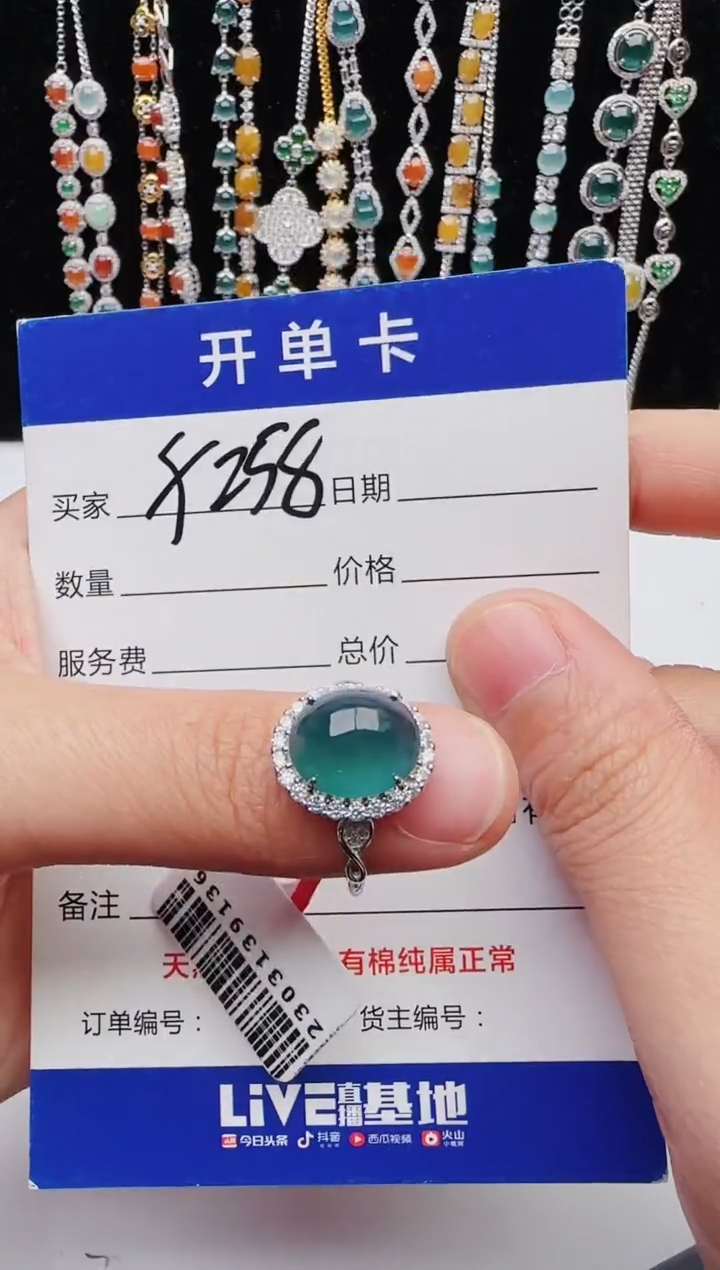 开单卡
买家 X258 日期
数量 价格
服务费 总价
备注
天 有棉纯属正常
订单编号： 货主编号：
2303139136
LiVE直播基地
今日头条 抖音 西瓜视频 火山